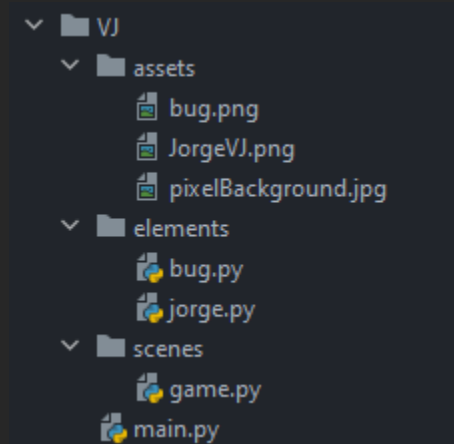 VJ
assets
bug.png
JorgeVJ.png
pixelBackground.jpg
elements
bug.py
jorge.py
scenes
game.py
main.py